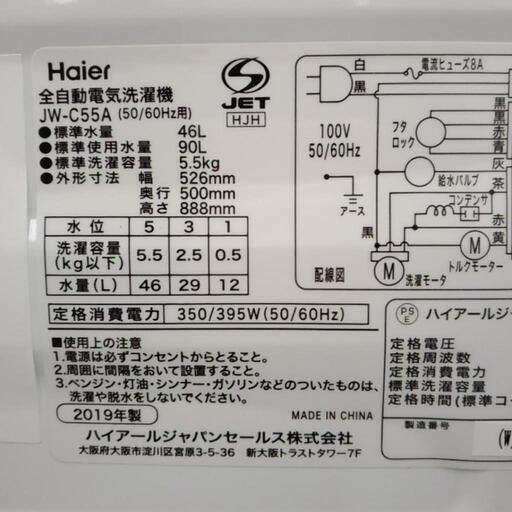 Haier
全自動電気洗濯機
JW-C55A (50/60Hz用)
S
JET
HJH
●標準水量 46L
●標準使用水量 90L
●標準洗濯容量 5.5kg
●外形寸法 幅 526mm
奥行 500mm
高さ 888mm
水位 5 3 1
洗濯容量(kg以下) 5.5 2.5 0.5
水量(L) 46 29 12
定格消費電力 350/395W(50/60Hz)
■使用上の注意
1.電源は必ずコンセントからとること。
2.周囲に間隔をおいて設置すること。
3.ベンジン・灯油・シンナー・ガソリンなどのついたものは、
洗濯や脱水をしないでください。
2019年製
MADE IN CHINA
ハイアールジャパンセールス株式会社
大阪府大阪市淀川区宮原3-5-36 新大阪トラストタワー7F
白
黒
電流ヒューズ8A
100V
50/60Hz
アース
フタ
ロック
黒
黒
赤
青
灰
給水バルブ
茶
コンデンサ
赤
黒
黄
M
洗濯モータ
M
トルクモーター
配線図
PS
E
ハイアールジ
定格電圧
定格周波数
定格消費電力
標準洗濯容量
定格時間(標準コー
製造番号
(W